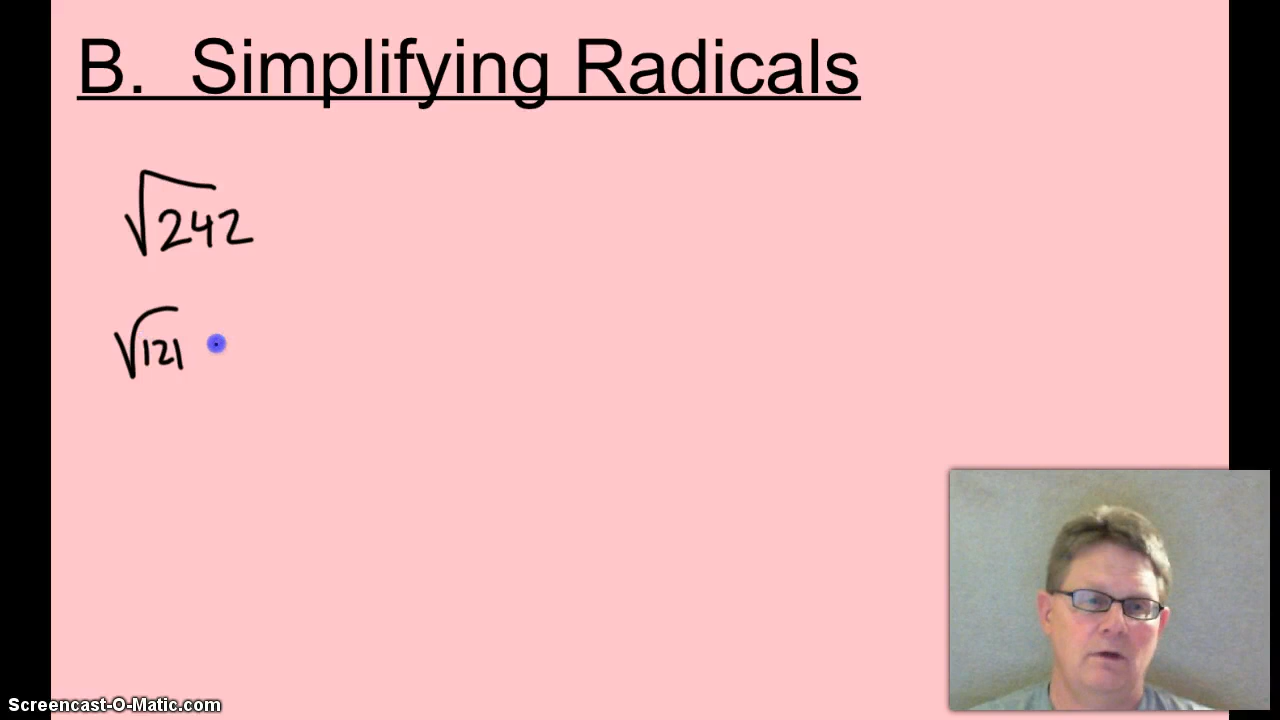 B. Simplifying Radicals
√242
√121
Screencast-O-Matic.com